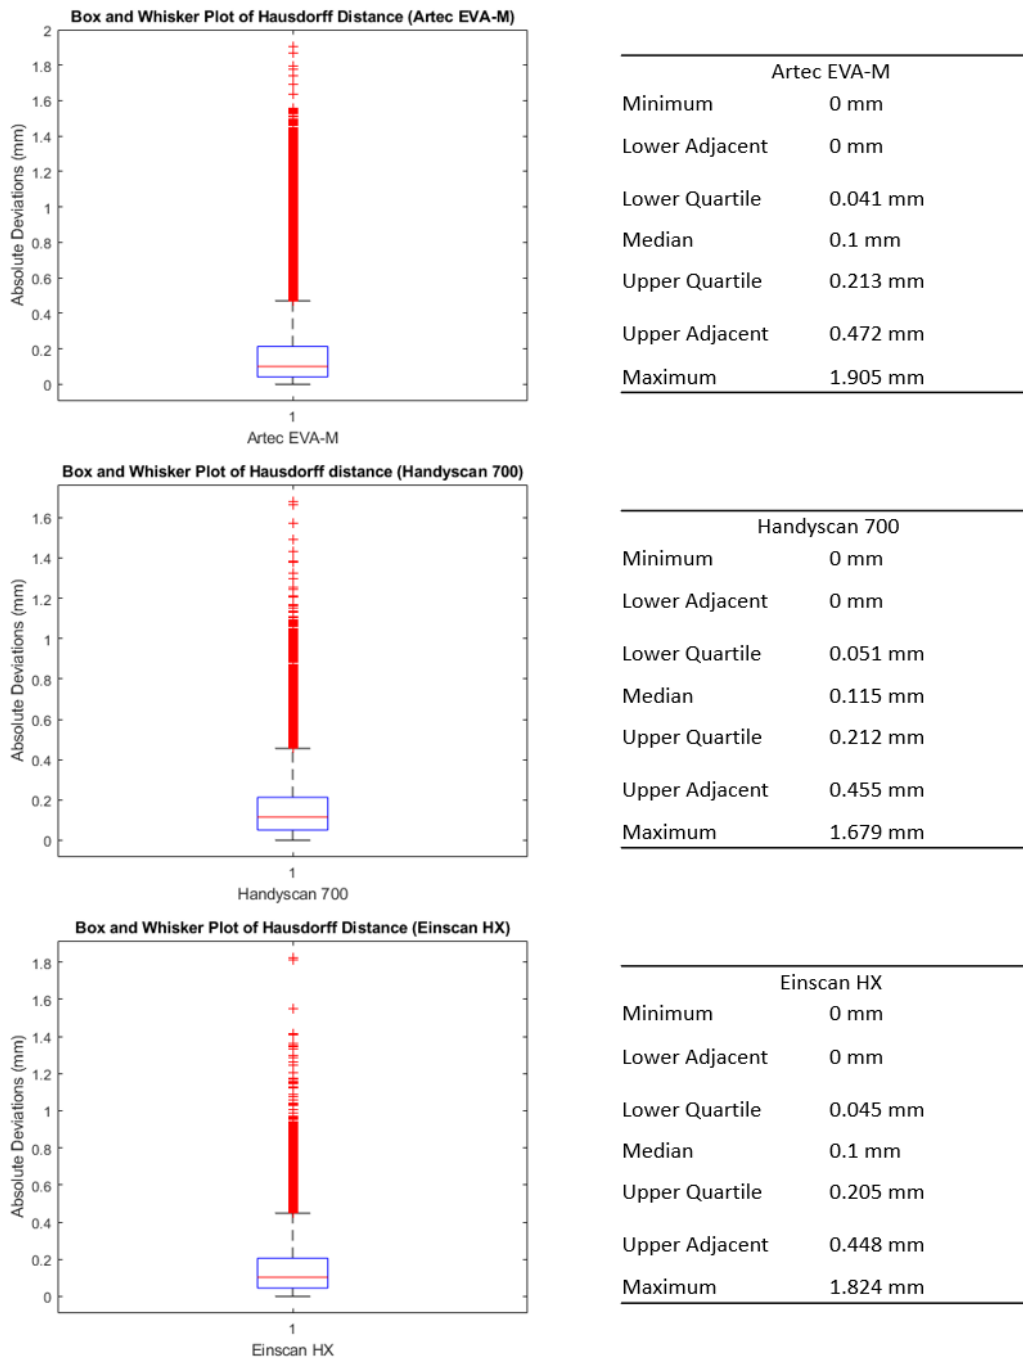 Box and Whisker Plot of Hausdorff Distance (Artec EVA-M)
2
1.8
1.6
1.4
1.2
1
0.8
0.6
0.4
0.2
0
Absolute Deviations (mm)
1
Artec EVA-M
Artec EVA-M
Minimum 0 mm
Lower Adjacent 0 mm
Lower Quartile 0.041 mm
Median 0.1 mm
Upper Quartile 0.213 mm
Upper Adjacent 0.472 mm
Maximum 1.905 mm
Box and Whisker Plot of Hausdorff distance (Handyscan 700)
1.6
1.4
1.2
1
0.8
0.6
0.4
0.2
0
Absolute Deviations (mm)
1
Handyscan 700
Handyscan 700
Minimum 0 mm
Lower Adjacent 0 mm
Lower Quartile 0.051 mm
Median 0.115 mm
Upper Quartile 0.212 mm
Upper Adjacent 0.455 mm
Maximum 1.679 mm
Box and Whisker Plot of Hausdorff Distance (Einscan HX)
1.8
1.6
1.4
1.2
1
0.8
0.6
0.4
0.2
0
Absolute Deviations (mm)
1
Einscan HX
Einscan HX
Minimum 0 mm
Lower Adjacent 0 mm
Lower Quartile 0.045 mm
Median 0.1 mm
Upper Quartile 0.205 mm
Upper Adjacent 0.448 mm
Maximum 1.824 mm